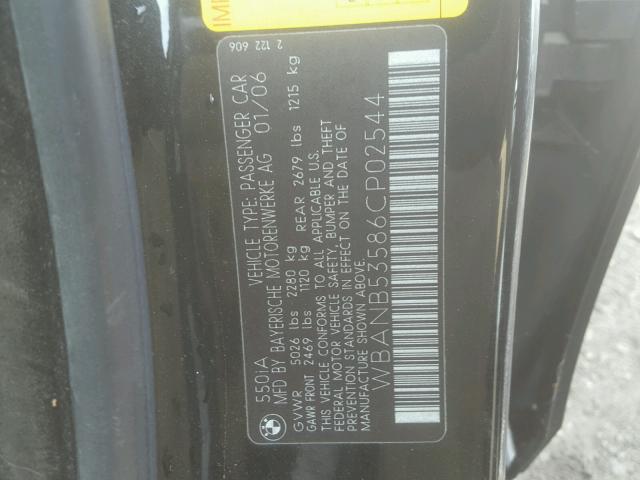 IMP
2 122 606
550iA VEHICLE TYPE: PASSENGER CAR
MFD BY BAYERISCHE MOTORENWERKE AG 01/06
GVWR 5026 lbs 2280 kg
GAWR FRONT 2469 lbs 1120 kg REAR 2679 lbs 1215 kg
THIS VEHICLE CONFORMS TO ALL APPLICABLE U.S.
FEDERAL MOTOR VEHICLE SAFETY, BUMPER AND THEFT
PREVENTION STANDARDS IN EFFECT ON THE DATE OF
MANUFACTURE SHOWN ABOVE.
WBANB53586CP02544
BMW